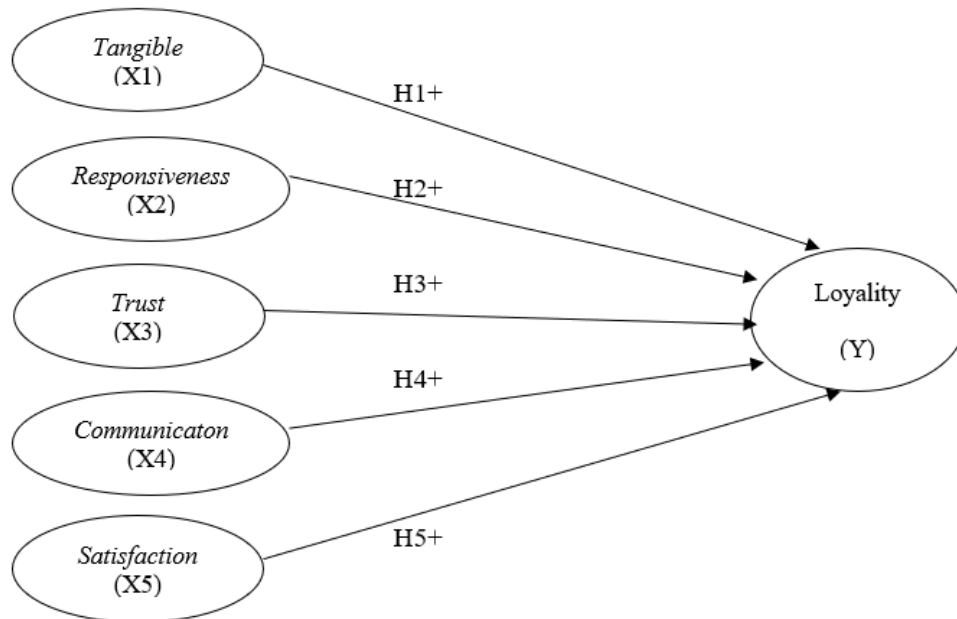 Tangible
(X1)
H1+
Responsiveness
(X2)
H2+
Trust
(X3)
H3+
Loyality
(Y)
Communicaton
(X4)
H4+
Satisfaction
(X5)
H5+